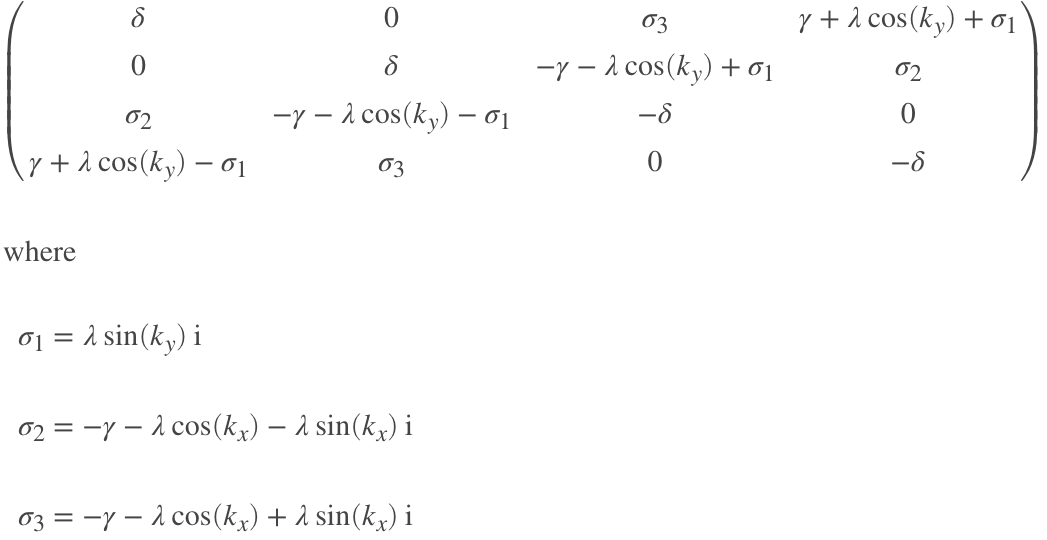 δ 0 σ₃ γ + λ cos(k_y) + σ₁
0 δ −γ − λ cos(k_y) + σ₁ σ₂
σ₂ −γ − λ cos(k_y) − σ₁ −δ 0
γ + λ cos(k_y) − σ₁ σ₃ 0 −δ
where
σ₁ = λ sin(k_y) i
σ₂ = −γ − λ cos(k_x) − λ sin(k_x) i
σ₃ = −γ − λ cos(k_x) + λ sin(k_x) i